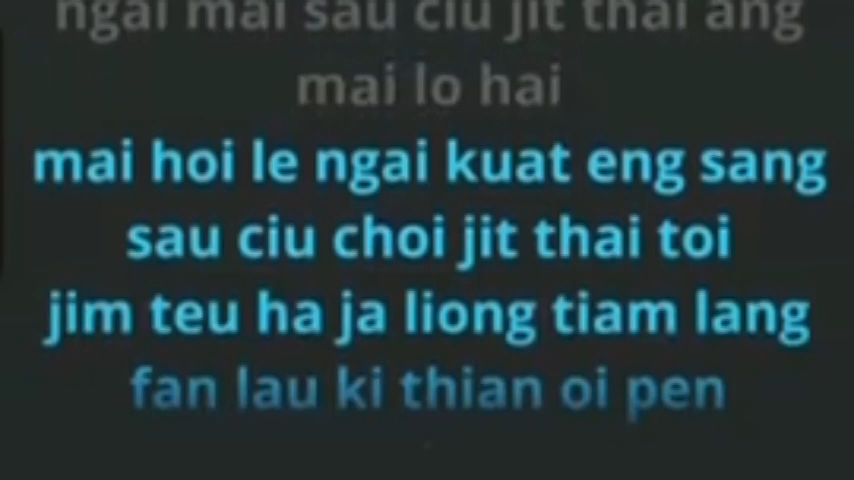 ngai mai sau ciu jit thai ang
mai lo hai
mai hoi le ngai kuat eng sang
sau ciu choi jit thai toi
jim teu ha ja liong tiam lang
fan lau ki thian oi pen